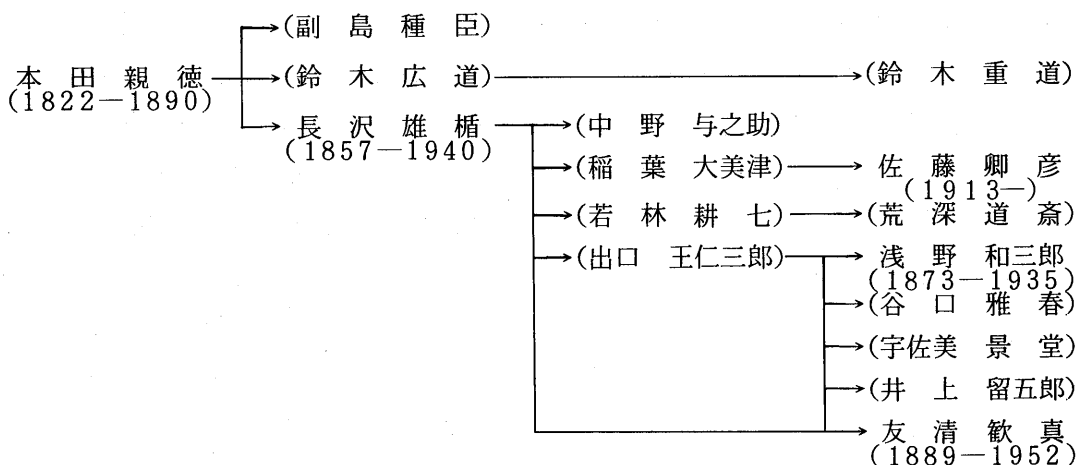 (副島種臣)
本田親徳
(1822―1890)
(鈴木広道)
(鈴木重道)
長沢雄楯
(1857―1940)
(中野与之助)
(稲葉大美津)
佐藤卿彦
(1913―)
(若林耕七)
(荒深道斎)
(出口王仁三郎)
浅野和三郎
(1873―1935)
(谷口雅春)
(宇佐美景堂)
(井上留五郎)
友清歓真
(1889―1952)